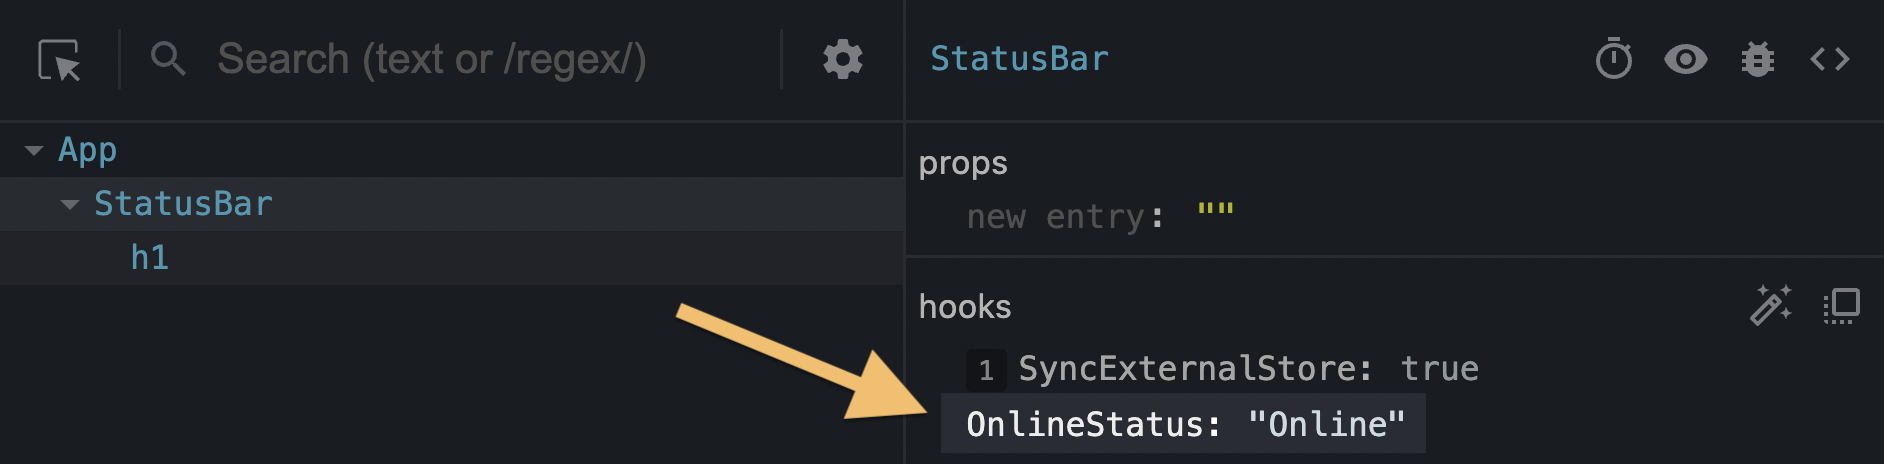 Search (text or /regex/)
App
StatusBar
h1
StatusBar
props
new entry: ""
hooks
1 SyncExternalStore: true
OnlineStatus: "Online"